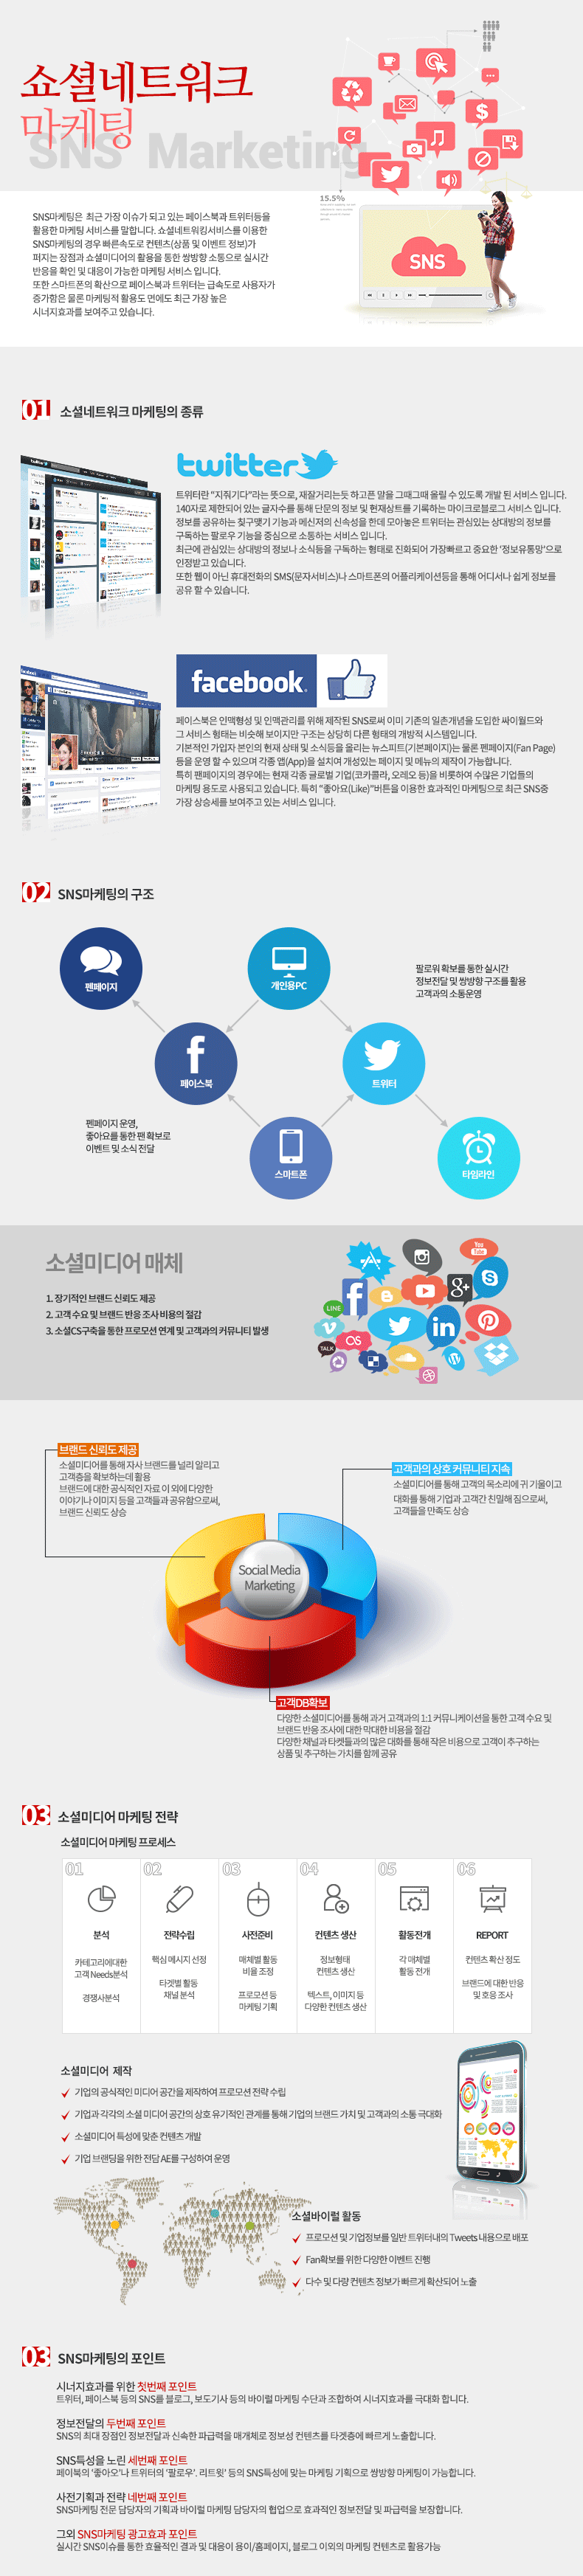 쇼셜네트워크
마케팅
SNS Marketing
15.5%
SNS
SNS마케팅은 최근 가장 이슈가 되고 있는 페이스북과 트위터등을
활용한 마케팅 서비스를 말합니다. 쇼셜네트워킹서비스를 이용한
SNS마케팅의 경우 빠른속도로 컨텐츠(상품 및 이벤트 정보)가
퍼지는 장점과 쇼셜미디어의 활용을 통한 쌍방향 소통으로 실시간
반응을 확인 및 대응이 가능한 마케팅 서비스 입니다.
또한 스마트폰의 확산으로 페이스북과 트위터는 급속도로 사용자가
증가함은 물론 마케팅적 활용도 면에도 최근 가장 높은
시너지효과를 보여주고 있습니다.
01 소셜네트워크 마케팅의 종류
twitter
트위터란 “지줘귀다”라는 뜻으로, 재잘거리는듯 하고픈 말을 그때그때 올릴 수 있도록 개발 된 서비스 입니다.
140자로 제한되어 있는 글자수를 통해 단문의 정보 및 현재상트를 기록하는 마이크로블로그 서비스 입니다.
정보를 공유하는 칮구맺기 기능과 메신저의 신속성을 한데 모아놓은 트위터는 관심있는 상대방의 정보를
구독하는 팔로우 기능을 중심으로 소통하는 서비스 입니다.
최근에 관심있는 상대방의 정보나 소식등을 구독하는 형태로 진화되어 가장빠르고 중요한 ‘정보유통망’으로
인정받고 있습니다.
또한 웹이 아닌 휴대전화의 SMS(문자서비스)나 스마트폰의 어플리케이션등을 통해 어디서나 쉽게 정보를
공유 할 수 있습니다.
facebook
facebook.
페이스북은 인맥형성 및 인맥관리를 위해 제작된 SNS로써 이미 기존의 일촌개념을 도입한 싸이월드와
그 서비스 형태는 비슷해 보이지만 구조는 상당히 다른 형태의 개방적 시스템입니다.
기본적인 가입자 본인의 현재 상태 및 소식등을 올리는 뉴스피트(기본페이지)는 물론 펜페이지(Fan Page)
등을 운영 할 수 있으며 각종 앱(App)을 설치여 개성있는 페이지 및 메뉴의 제작이 가능합니다.
특히 팬페이지의 경우에는 현재 각종 글로벌 기업(코카콜라, 오레오 등)을 비롯하여 수많은 기업들의
마케팅 용도로 사용되고 있습니다. 특히 “좋아요(Like)”버튼을 이용한 효과적인 마케팅으로 최근 SNS중
가장 상승세를 보여주고 있는 서비스 입니다.
02 SNS마케팅의 구조
펜페이지
개인용PC
팔로워 확보를 통한 실시간
정보전달 및 쌍방향 구조를 활용
고객과의 소통운영
페이스북
트위터
펜페이지 운영,
좋아요를 통한 팬 확보로
이벤트 및 소식 전달
스마트폰
타임라인
소셜미디어 매체
1. 장기적인 브랜드 신뢰도 제공
2. 고객 수요 및 브랜드 반응 조사 비용의 절감
3. 소셜CS구축을 통한 프로모션 연계 및 고객과의 커뮤니티 발생
You Tube
LINE
TALK
브랜드 신뢰도 제공
소셜미디어를 통해 자사 브랜드를 널리 알리고
고객층을 확보하는데 활용
브랜드에 대한 공식적인 자료 이 외에 다양한
이야기나 이미지 등을 고객들과 공유함으로써,
브랜드 신뢰도 상승
고객과의 상호 커뮤니티 지속
소셜미디어를 통해 고객의 목소리에 귀 기울이고
대화를 통해 기업과 고객간 친밀해 짐으로써,
고객들을 만족도 상승
Social Media
Marketing
고객DB확보
다양한 소셜미디어를 통해 과거 고객과의 1:1 커뮤니케이션을 통한 고객 수요 및
브랜드 반응 조사에 대한 막대한 비용을 절감
다양한 채널과 타켓들과의 많은 대화를 통해 작은 비용으로 고객이 추구하는
상품 및 추구하는 가치를 함께 공유
03 소셜미디어 마케팅 전략
소셜미디어 마케팅 프로세스
01
분석
카테고리에대한
고객 Needs분석
경쟁사분석
02
전략수립
핵심 메시지 선정
타겟별 활동
채널 분석
03
사전준비
매체별 활동
비율 조정
프로모션 등
마케팅 기획
04
컨텐츠 생산
정보형태
컨텐츠 생산
텍스트, 이미지 등
다양한 컨텐츠 생산
05
활동전개
각 매체별
활동 전개
06
REPORT
컨텐츠 확산 정도
브랜드에 대한 반응
및 호응 조사
소셜미디어 제작
기업의 공식적인 미디어 공간을 제작하여 프로모션 전략 수립
기업과 각각의 소셜 미디어 공간의 상호 유기적인 관계를 통해 기업의 브랜드 가치 및 고객과의 소통 극대화
소셜미디어 특성에 맞춘 컨텐츠 개발
기업 브랜딩을 위한 전담 AE를 구성하여 운영
소셜바이럴 활동
프로모션 및 기업정보를 일반 트위터내의 Tweets 내용으로 배포
Fan확보를 위한 다양한 이벤트 진행
다수 및 다량 컨텐츠 정보가 빠르게 확산되어 노출
03 SNS마케팅의 포인트
시너지효과를 위한 첫번째 포인트
트위터, 페이스북 등의 SNS를 블로그, 보도기사 등의 바이럴 마케팅 수단과 조합하여 시너지효과를 극대화 합니다.
정보전달의 두번째 포인트
SNS의 최대 장점인 정보전달과 신속한 파급력을 매개체로 정보성 컨텐츠를 타겟층에 빠르게 노출합니다.
SNS특성을 노린 세번째 포인트
페이북의 ‘좋아오’나 트위터의 ‘팔로우’. 리트윗’ 등의 SNS특성에 맞는 마케팅 기획으로 쌍방향 마케팅이 가능합니다.
사전기획과 전략 네번째 포인트
SNS마케팅 전문 담당자의 기획과 바이럴 마케팅 담당자의 협업으로 효과적인 정보전달 및 파급력을 보장합니다.
그외 SNS마케팅 광고효과 포인트
실시간 SNS이슈를 통한 효율적인 결과 및 대응이 용이/홈페이지, 블로그 이외의 마케팅 컨텐츠로 활용가능